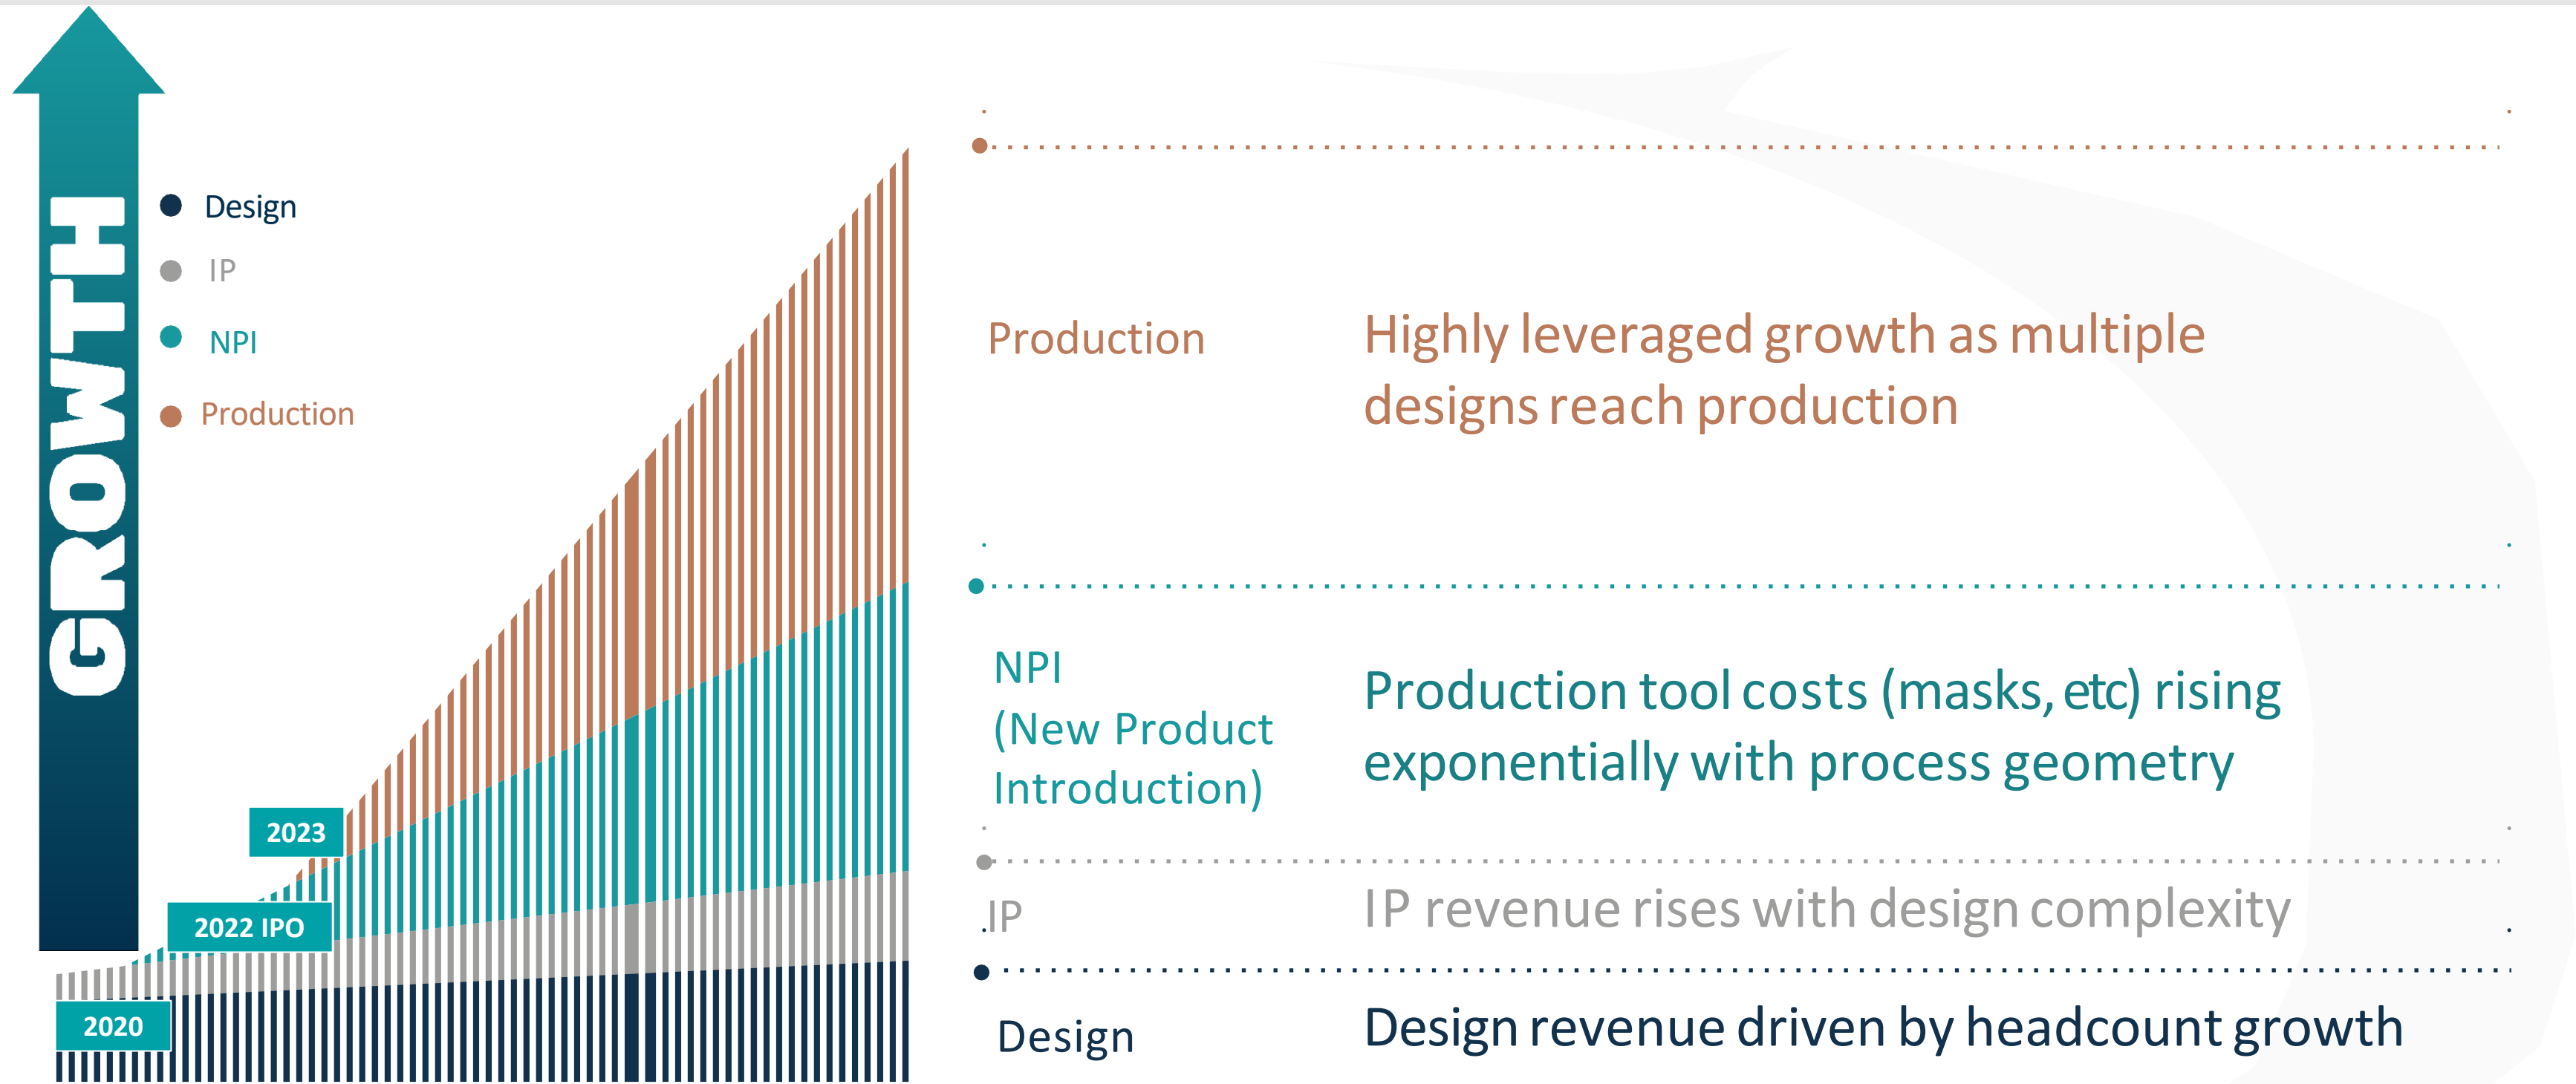 GROWTH
Design
IP
NPI
Production
2023
2022 IPO
2020
Production
Highly leveraged growth as multiple
designs reach production
NPI
(New Product
Introduction)
Production tool costs (masks, etc) rising
exponentially with process geometry
IP
IP revenue rises with design complexity
Design
Design revenue driven by headcount growth